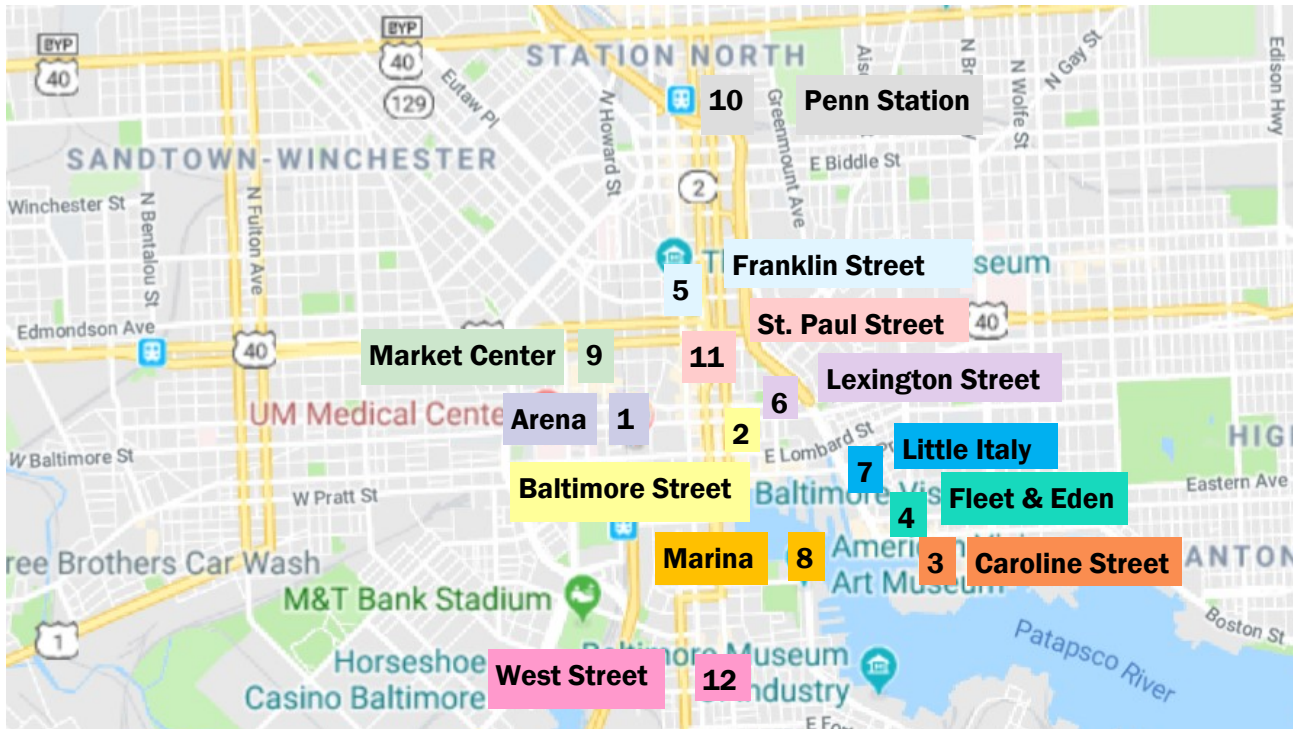 BYP
40
BYP
40
129
Eutaw Pl
STATION NORTH
N Howard St
10
Penn Station
Greenmount Ave
N Wolfe St
N Gay St
Edison Hwy
SANDTOWN-WINCHESTER
E Biddle St
2
Winchester St
N Bentalou St
N Fulton Ave
Franklin Street
seum
5
St. Paul Street
40
Edmondson Ave
40
Market Center
9
11
Lexington Street
6
UM Medical Cente
Arena
1
2
E Lombard St
Little Italy
HIG
W Baltimore St
7
Baltimore Street
Baltimore Vis
Fleet & Eden
Eastern Ave
W Pratt St
4
ree Brothers Car Wash
Marina
8
American Vi
Art Museum
3
Caroline Street
ANTON
M&T Bank Stadium
1
Boston St
Patapsco River
Horseshoe
Casino Baltimore
West Street
12
Baltimore Museum
ndustry